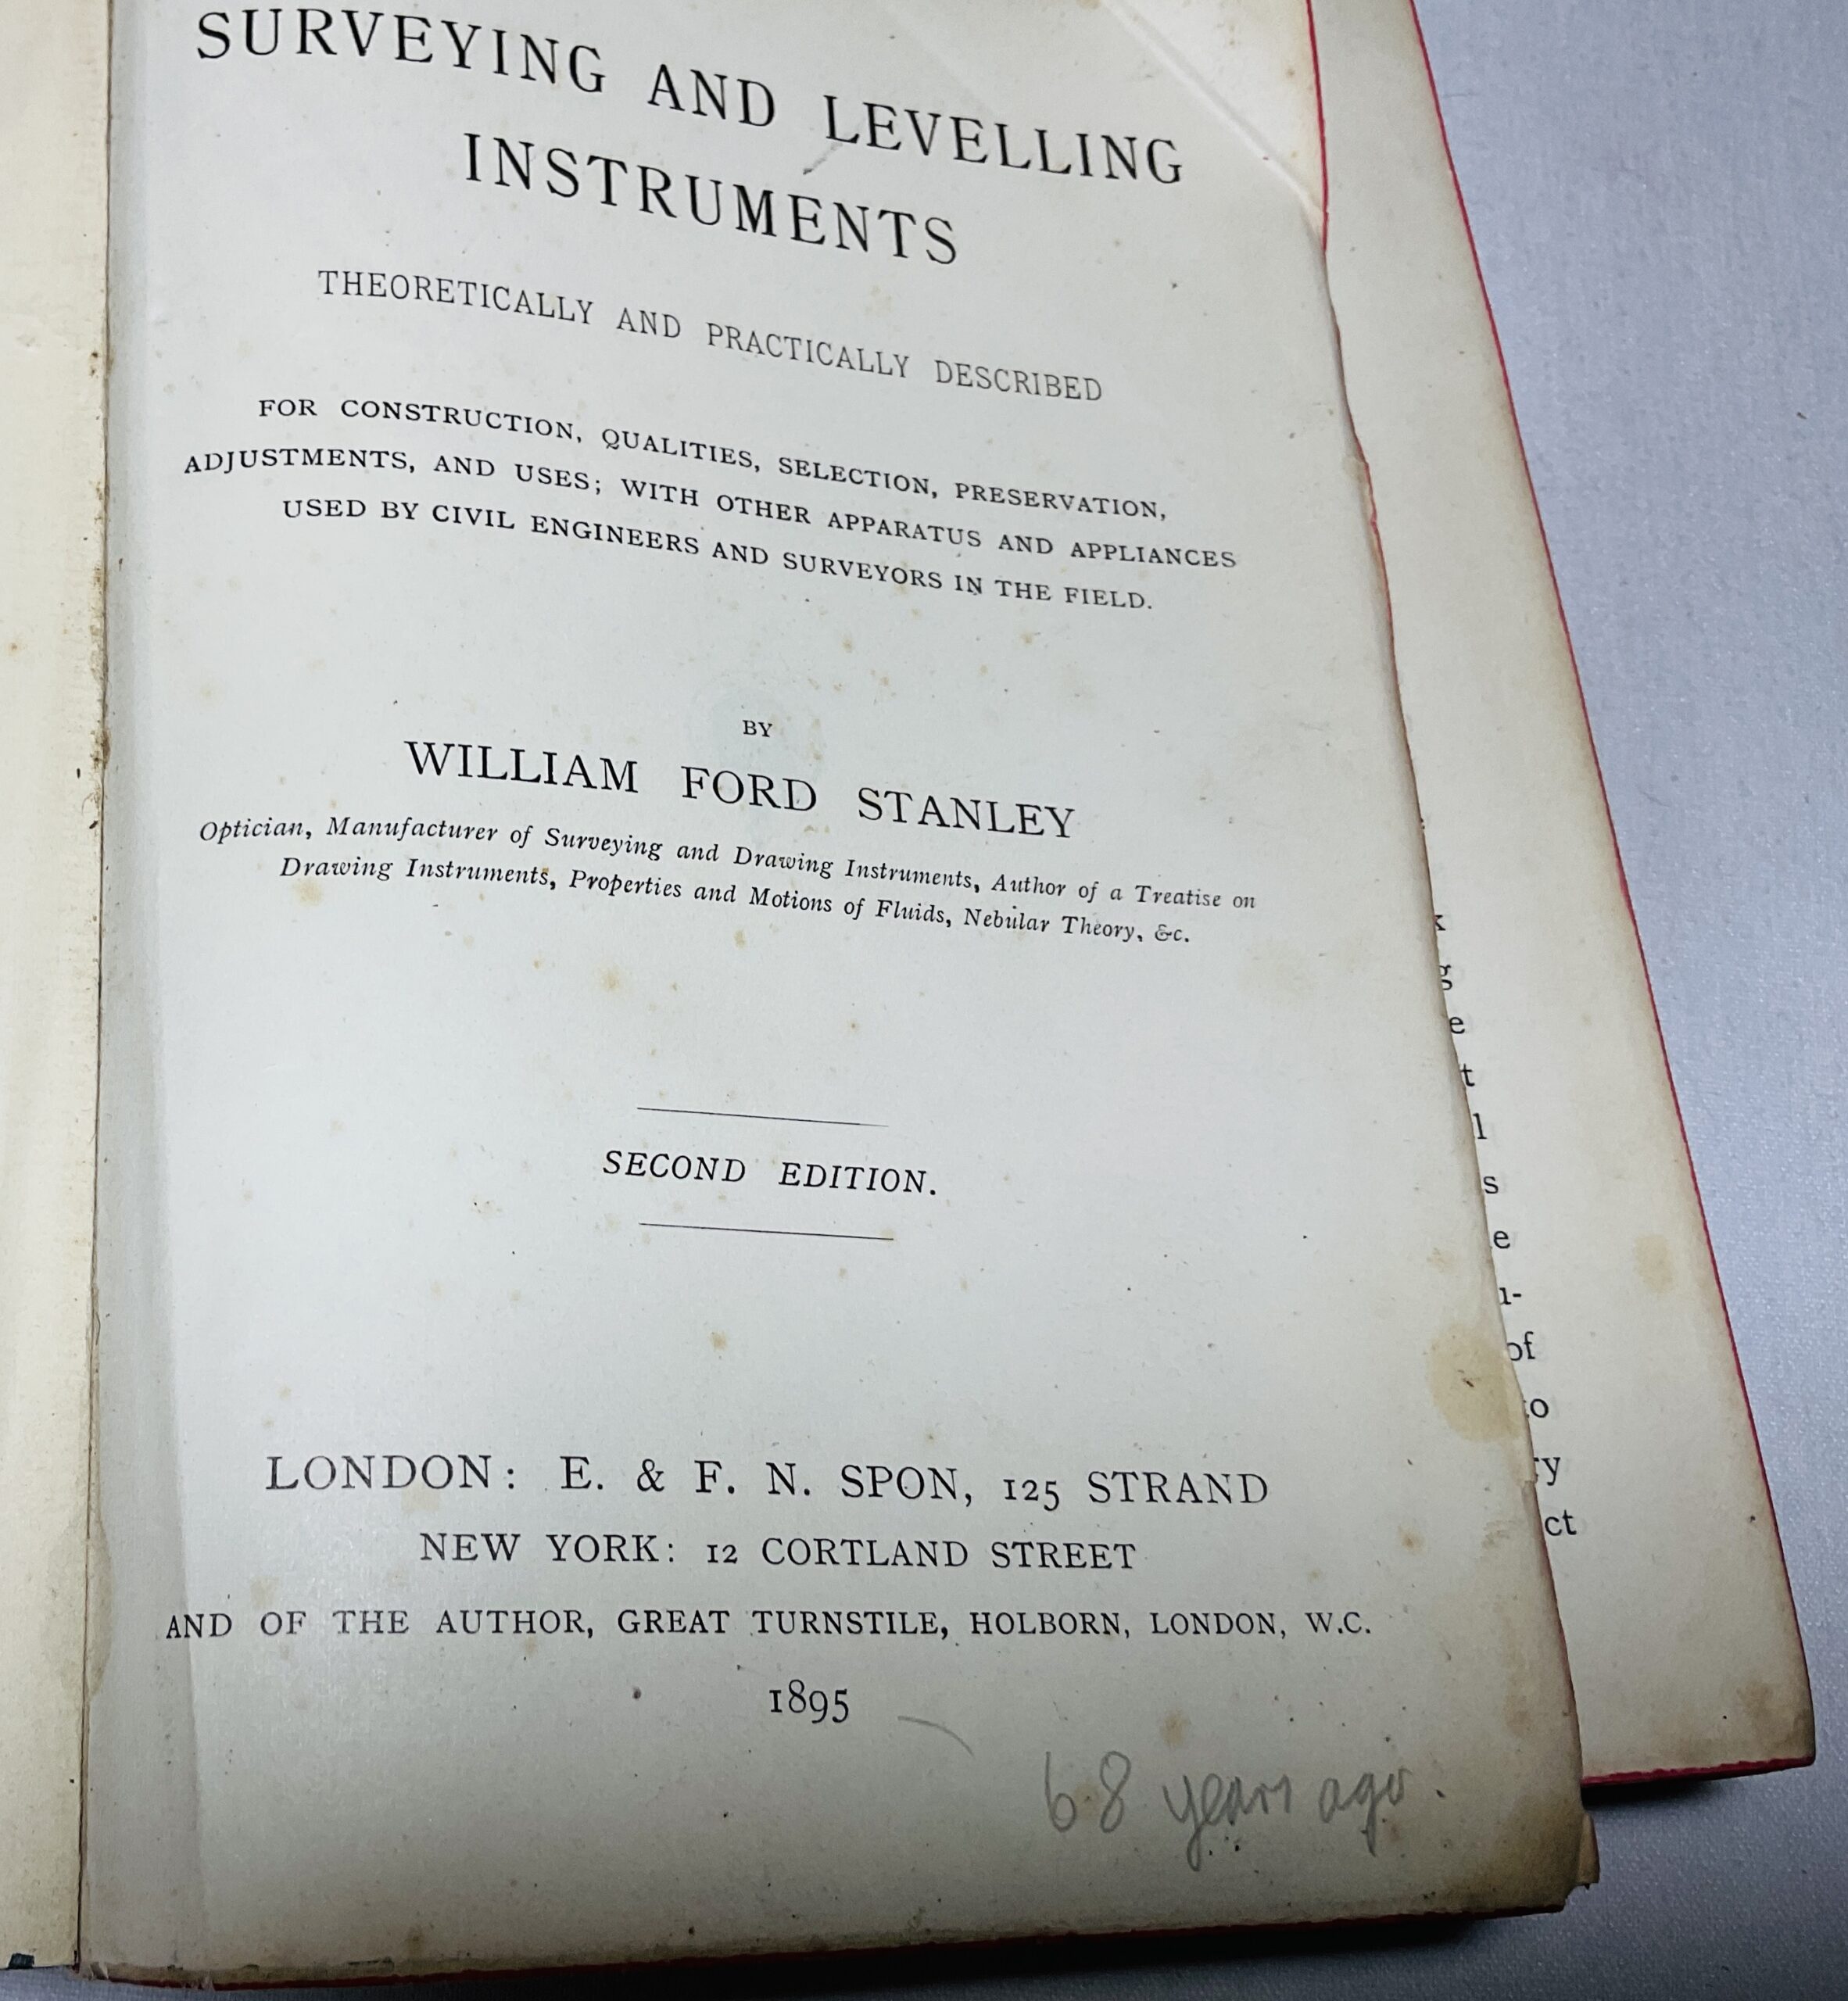 SURVEYING AND LEVELLING
INSTRUMENTS
THEORETICALLY AND PRACTICALLY DESCRIBED
FOR CONSTRUCTION, QUALITIES, SELECTION, PRESERVATION,
ADJUSTMENTS, AND USES; WITH OTHER APPARATUS AND APPLIANCES
USED BY CIVIL ENGINEERS AND SURVEYORS IN THE FIELD.
BY
WILLIAM FORD STANLEY
Optician, Manufacturer of Surveying and Drawing Instruments, Author of a Treatise on
Drawing Instruments, Properties and Motions of Fluids, Nebular Theory, &c.
SECOND EDITION.
LONDON: E. & F. N. SPON, 125 STRAND
NEW YORK: 12 CORTLAND STREET
AND OF THE AUTHOR, GREAT TURNSTILE, HOLBORN, LONDON, W.C.
1895
68 years ago.